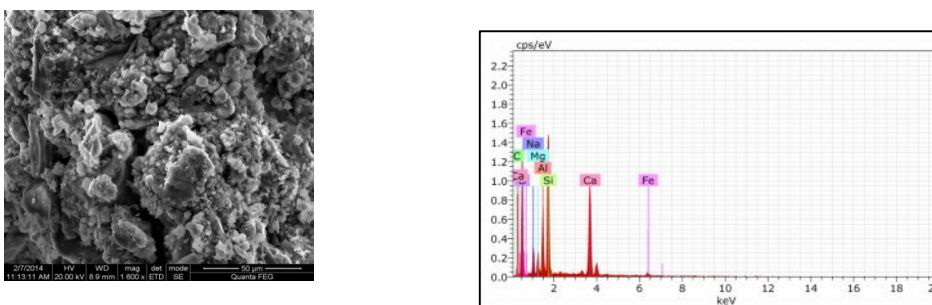 2/7/2014 HV WD mag det mode 50 µm
11:13:11 AM 20.00 kV 8.9 mm 1 600 x ETD SE Quanta FEG
cps/eV
2.2
2.0
1.8
1.6
1.4
1.2
1.0
0.8
0.6
0.4
0.2
0.0
Fe
Na
C Mg
Al
Ca
Si
Ca
Fe
2 4 6 8 10 12 14 16 18
keV